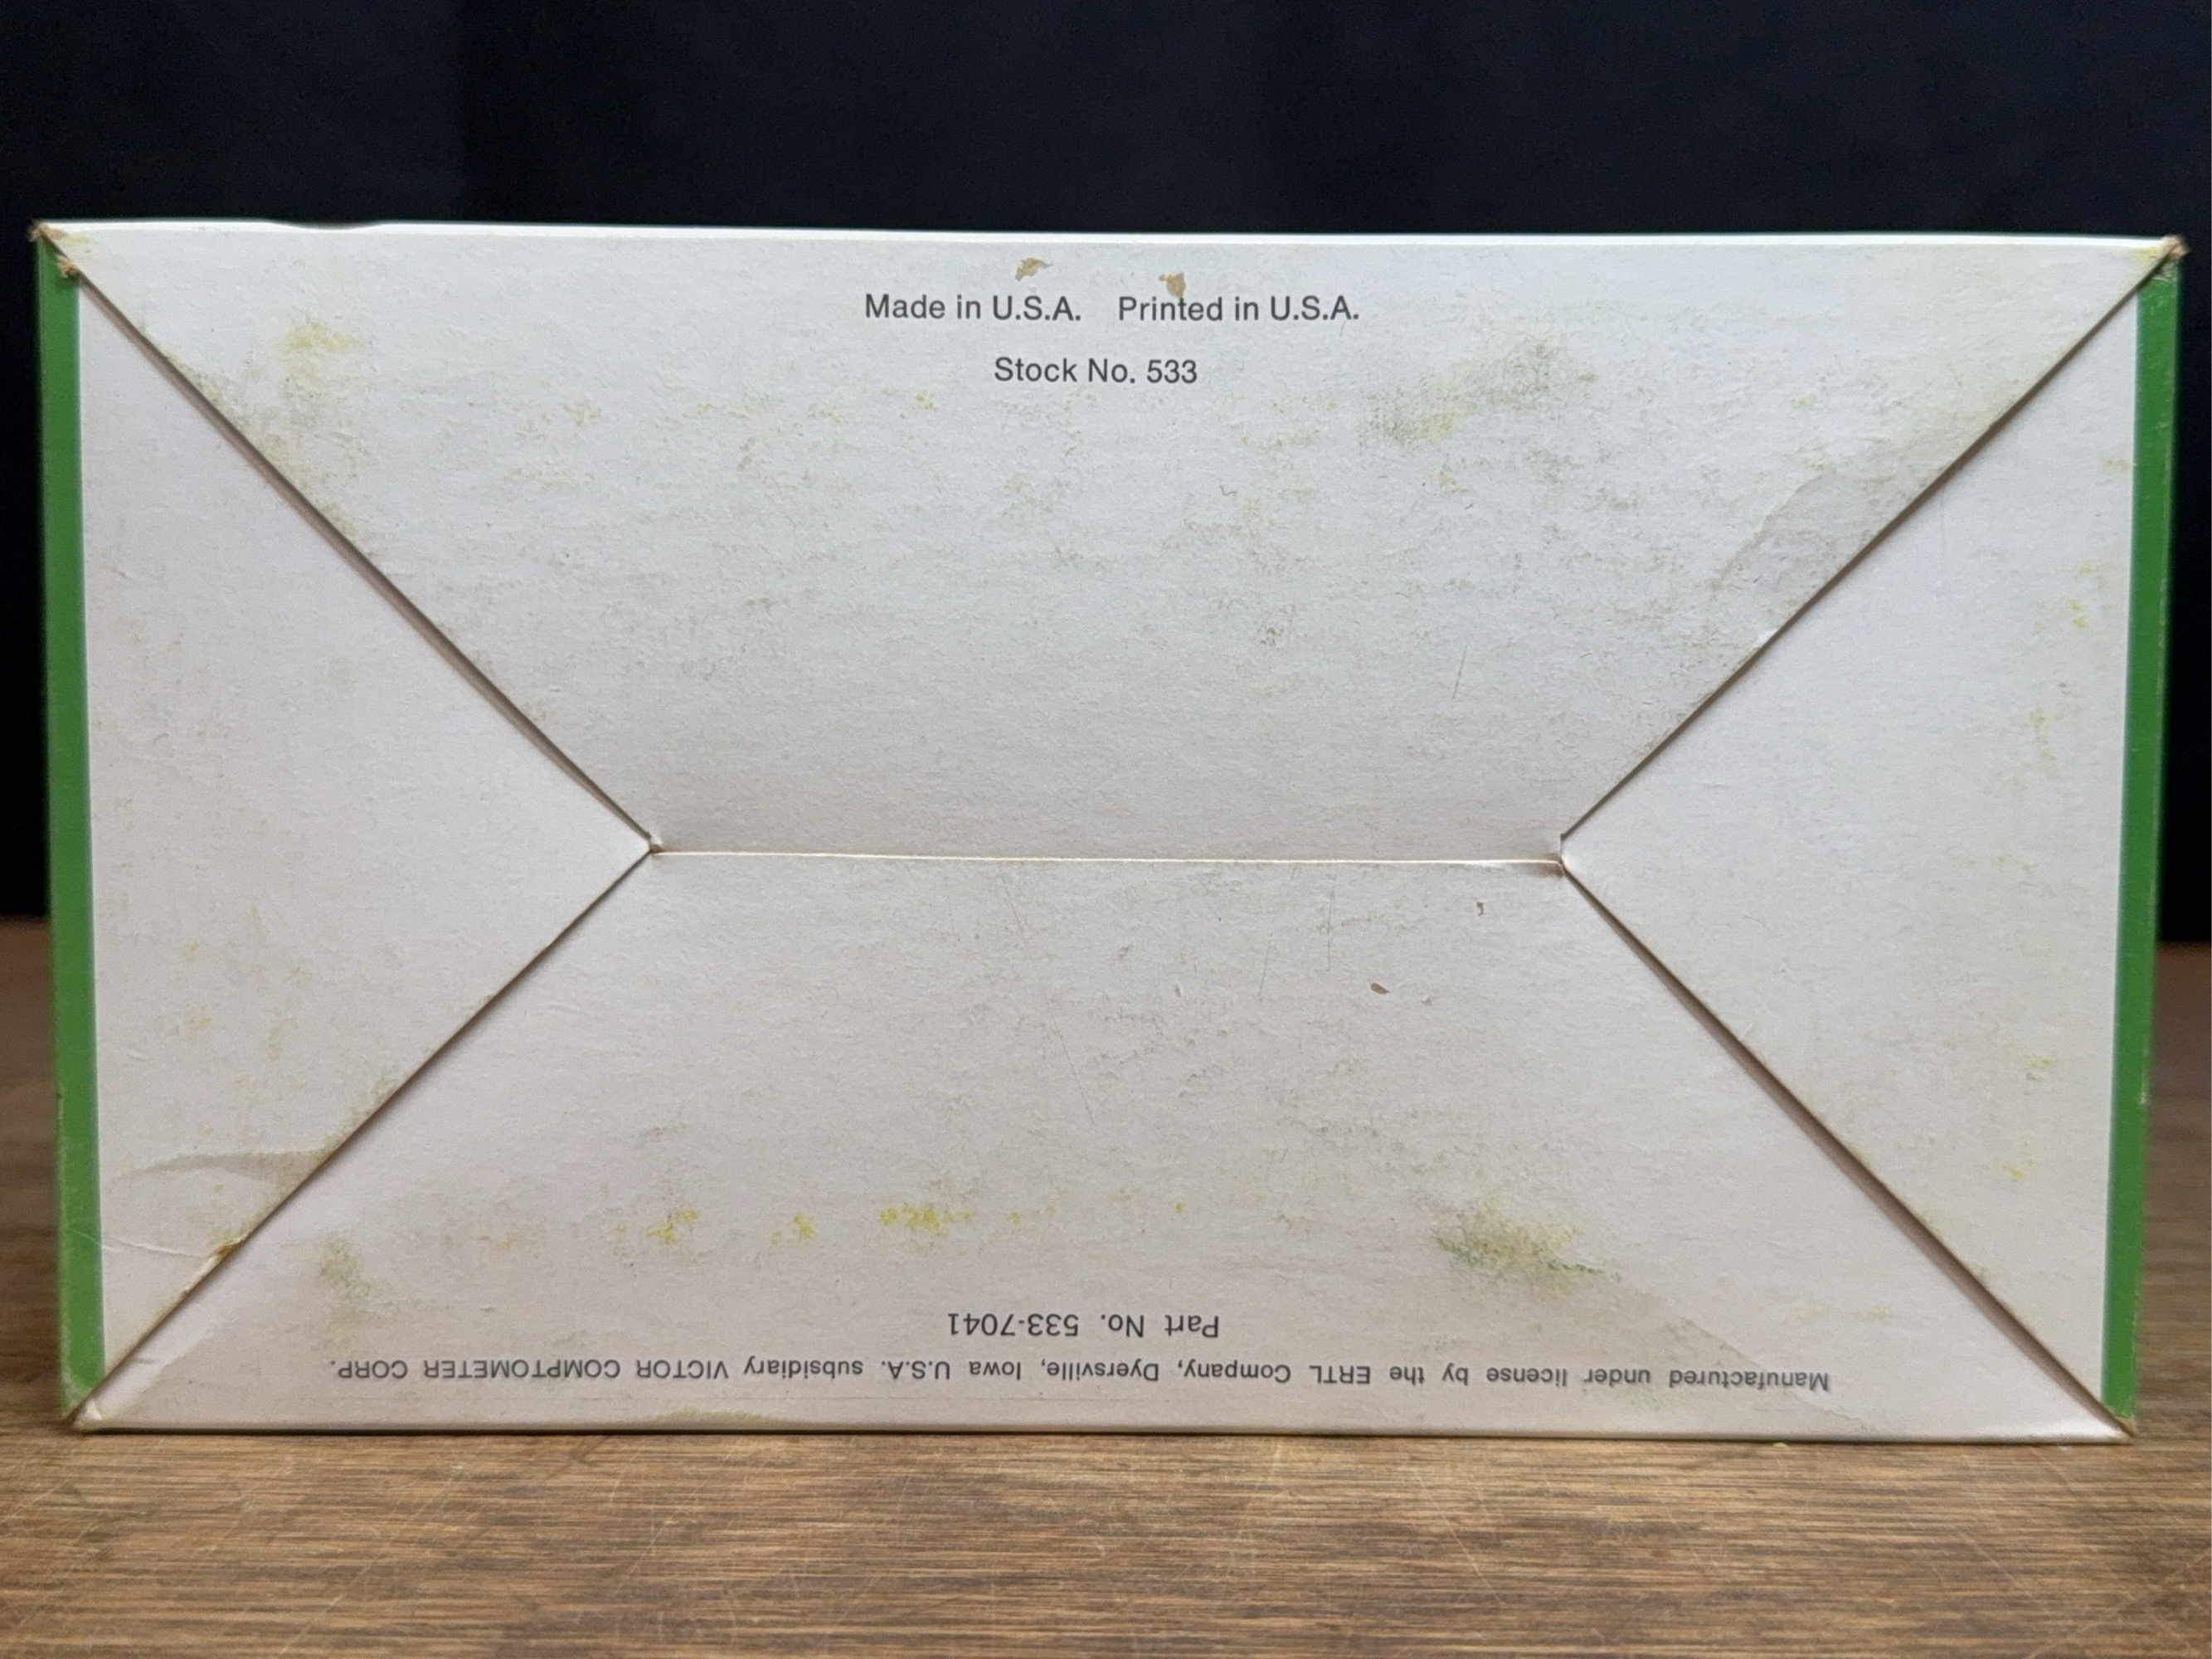 Made in U.S.A. Printed in U.S.A.
Stock No. 533
Manufactured under license by the ERTL Company, Dyersville, Iowa U.S.A. subsidiary VICTOR COMPTOMETER CORP.
Part No. 533-7041